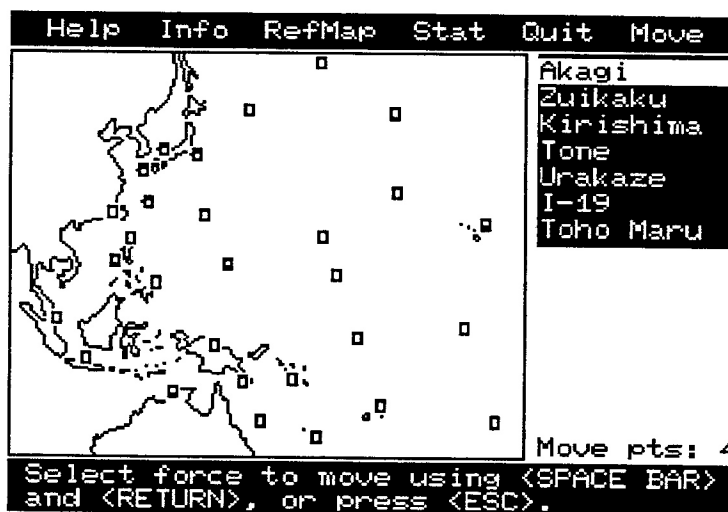 Help Info RefMap Stat Quit Move
Akagi
Zuikaku
Kirishima
Tone
Urakaze
I-19
Toho Maru
Move pts: 4
Select force to move using <SPACE BAR>
and <RETURN>, or press <ESC>.